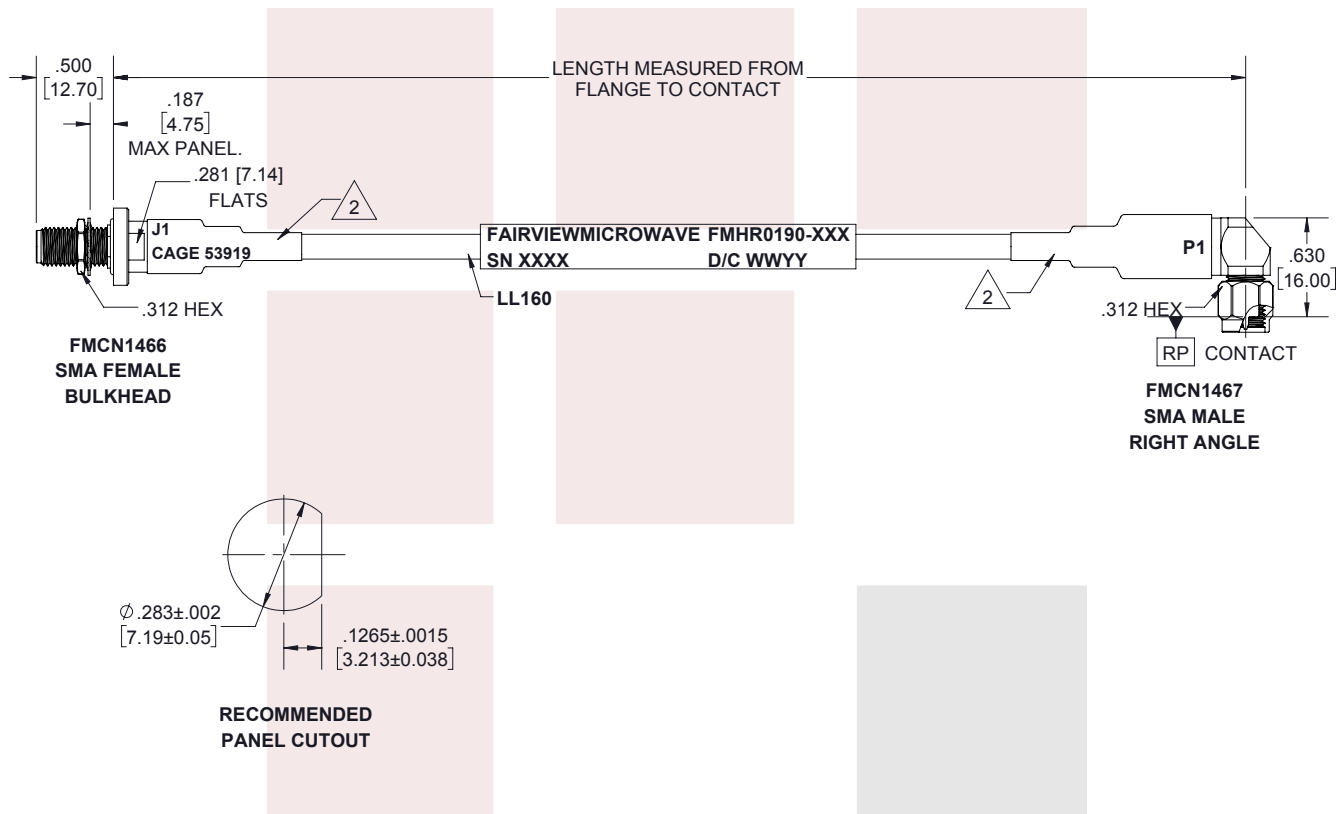 .500
[12.70]
LENGTH MEASURED FROM
FLANGE TO CONTACT
.187
[4.75]
MAX PANEL.
.281 [7.14]
FLATS
2
J1
CAGE 53919
FAIRVIEWMICROWAVE FMHR0190-XXX
SN XXXX D/C WWYY
P1
.630
[16.00]
.312 HEX
LL160
2
.312 HEX
RP CONTACT
FMCN1466
SMA FEMALE
BULKHEAD
FMCN1467
SMA MALE
RIGHT ANGLE
∅ .283±.002
[7.19±0.05]
.1265±.0015
[3.213±0.038]
RECOMMENDED
PANEL CUTOUT